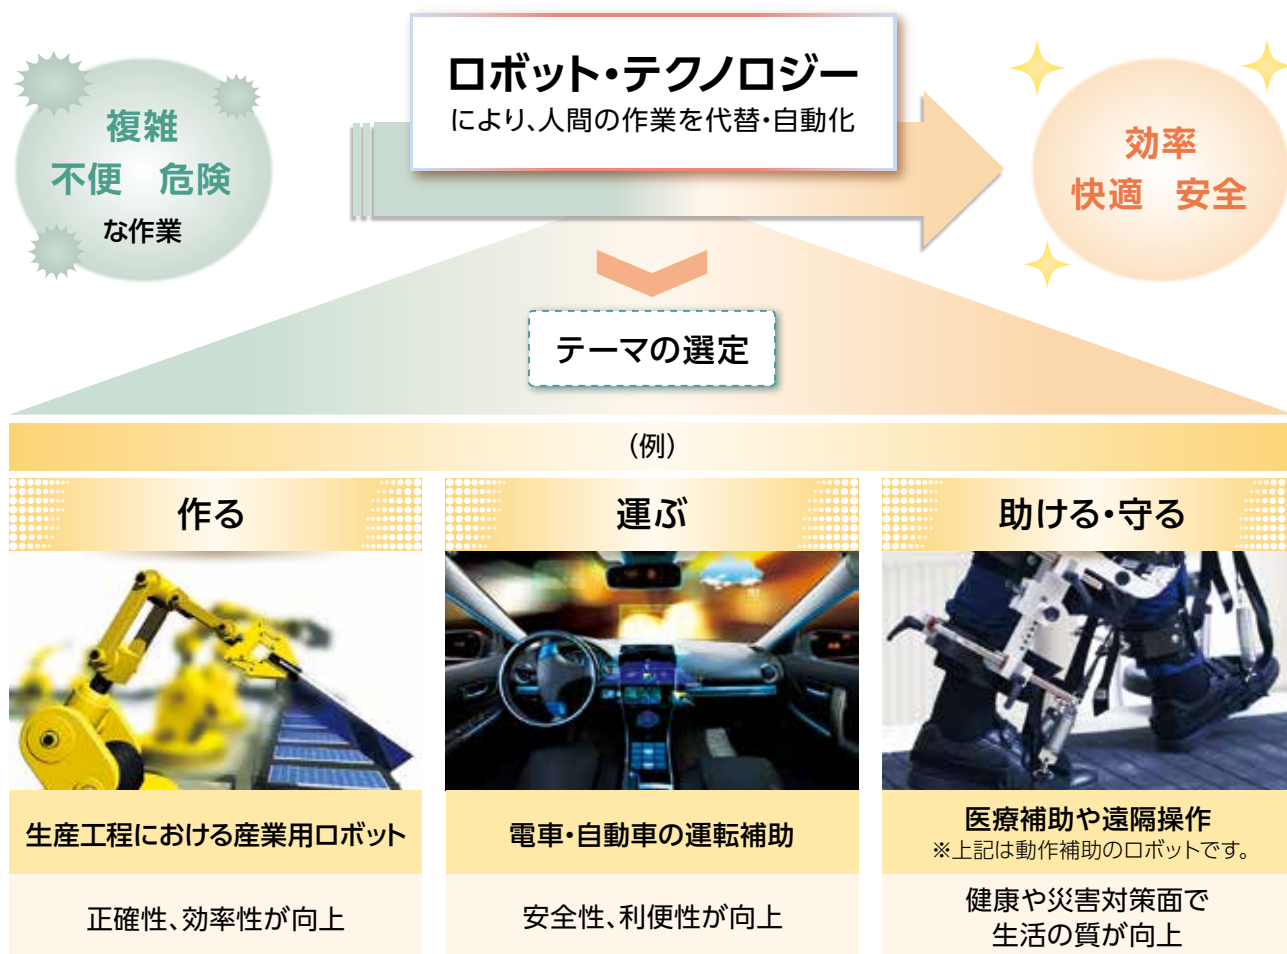 複雑
不便 危険
な作業
ロボット・テクノロジー
により、人間の作業を代替・自動化
効率
快適 安全
テーマの選定
(例)
作る
生産工程における産業用ロボット
正確性、効率性が向上
運ぶ
電車・自動車の運転補助
安全性、利便性が向上
助ける・守る
医療補助や遠隔操作
※上記は動作補助のロボットです。
健康や災害対策面で
生活の質が向上